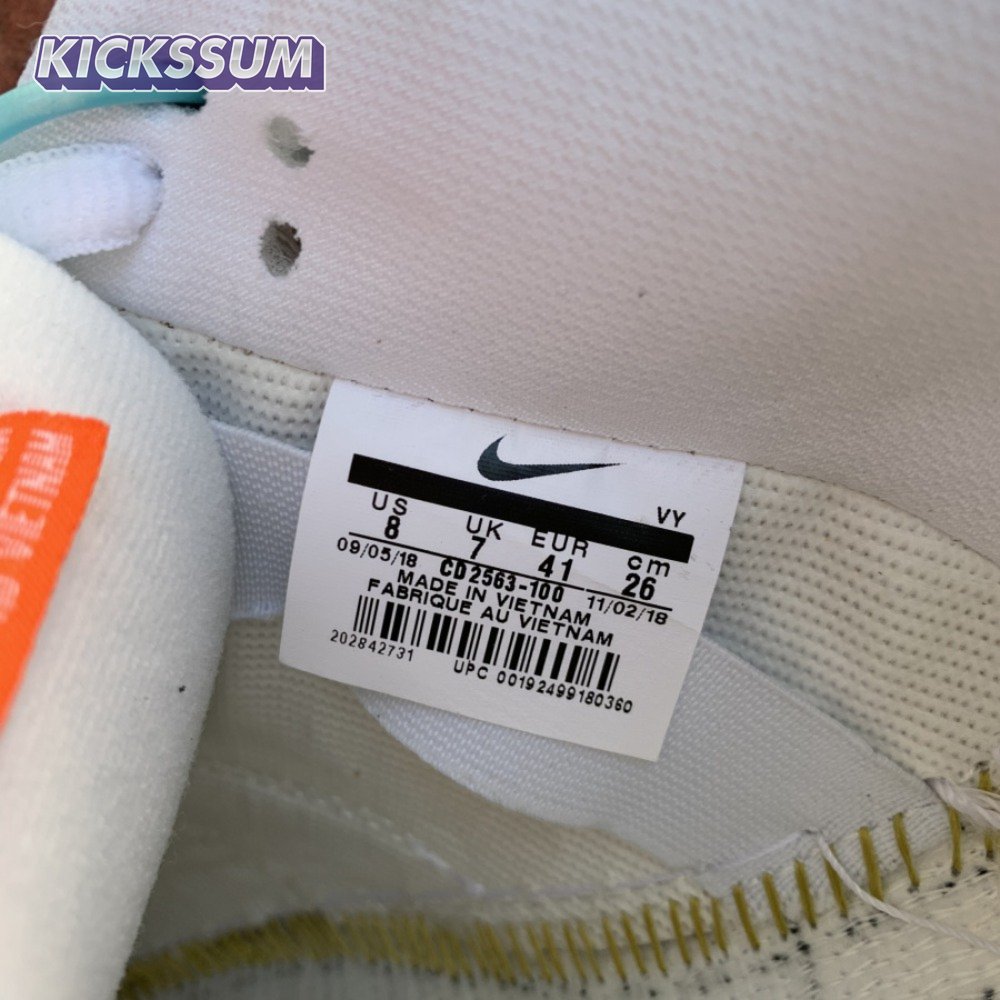 KICKSSUM
VY
US UK EUR cm
8 7 41 26
09/05/18 CD2563-100 11/02/18
MADE IN VIETNAM
FABRIQUE AU VIETNAM
202842731
UPC 00192499180360
VIETNAM